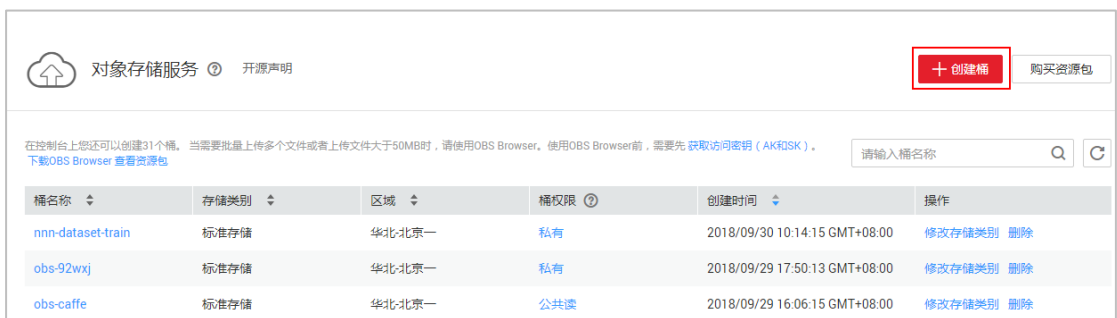 对象存储服务 ? 开源声明 + 创建桶 购买资源包
在控制台上您还可以创建31个桶。 当需要批量上传多个文件或者上传文件大于50MB时，请使用OBS Browser。使用OBS Browser前，需要先 获取访问密钥（AK和SK）。
下载OBS Browser 查看资源包
请输入桶名称
桶名称 存储类别 区域 桶权限 ? 创建时间 操作
nnn-dataset-train 标准存储 华北-北京一 私有 2018/09/30 10:14:15 GMT+08:00 修改存储类别 删除
obs-92wxj 标准存储 华北-北京一 私有 2018/09/29 17:50:13 GMT+08:00 修改存储类别 删除
obs-caffe 标准存储 华北-北京一 公共读 2018/09/29 16:06:15 GMT+08:00 修改存储类别 删除